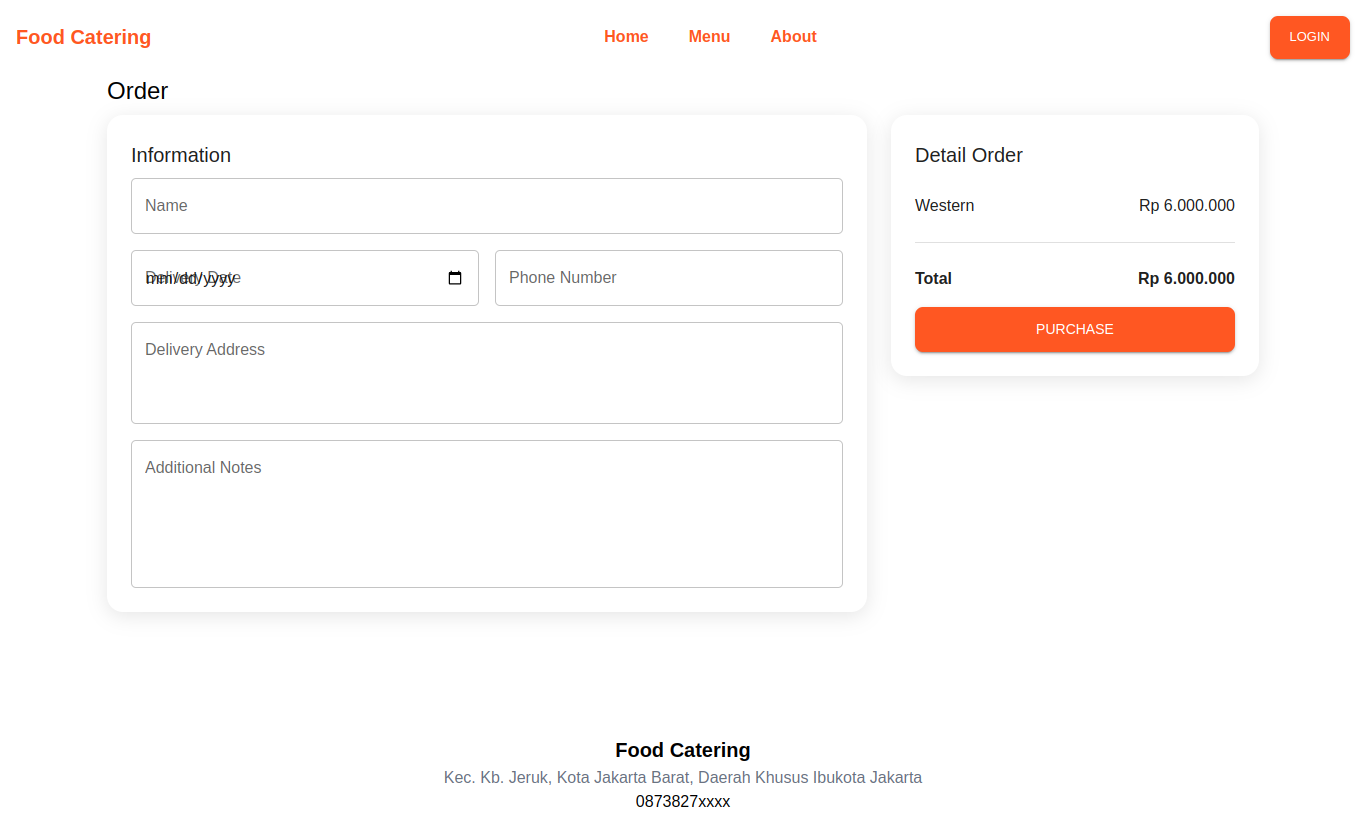 Food Catering
Home
Menu
About
LOGIN
Order
Information
Name
Delivery Date
mm/dd/yyyy
Phone Number
Delivery Address
Additional Notes
Detail Order
Western
Rp 6.000.000
Total
Rp 6.000.000
PURCHASE
Food Catering
Kec. Kb. Jeruk, Kota Jakarta Barat, Daerah Khusus Ibukota Jakarta
0873827xxxx